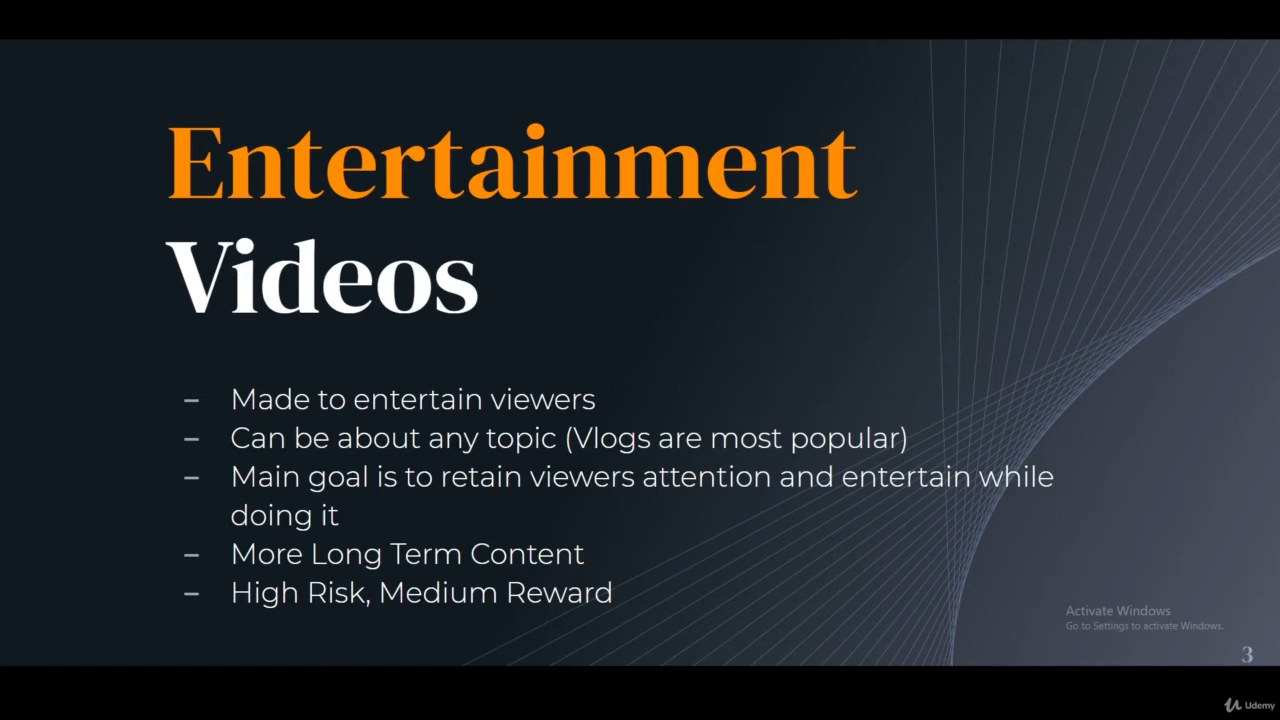 Entertainment
Videos
– Made to entertain viewers
– Can be about any topic (Vlogs are most popular)
– Main goal is to retain viewers attention and entertain while
doing it
– More Long Term Content
– High Risk, Medium Reward
Activate Windows
Go to Settings to activate Windows.
3
Udemy